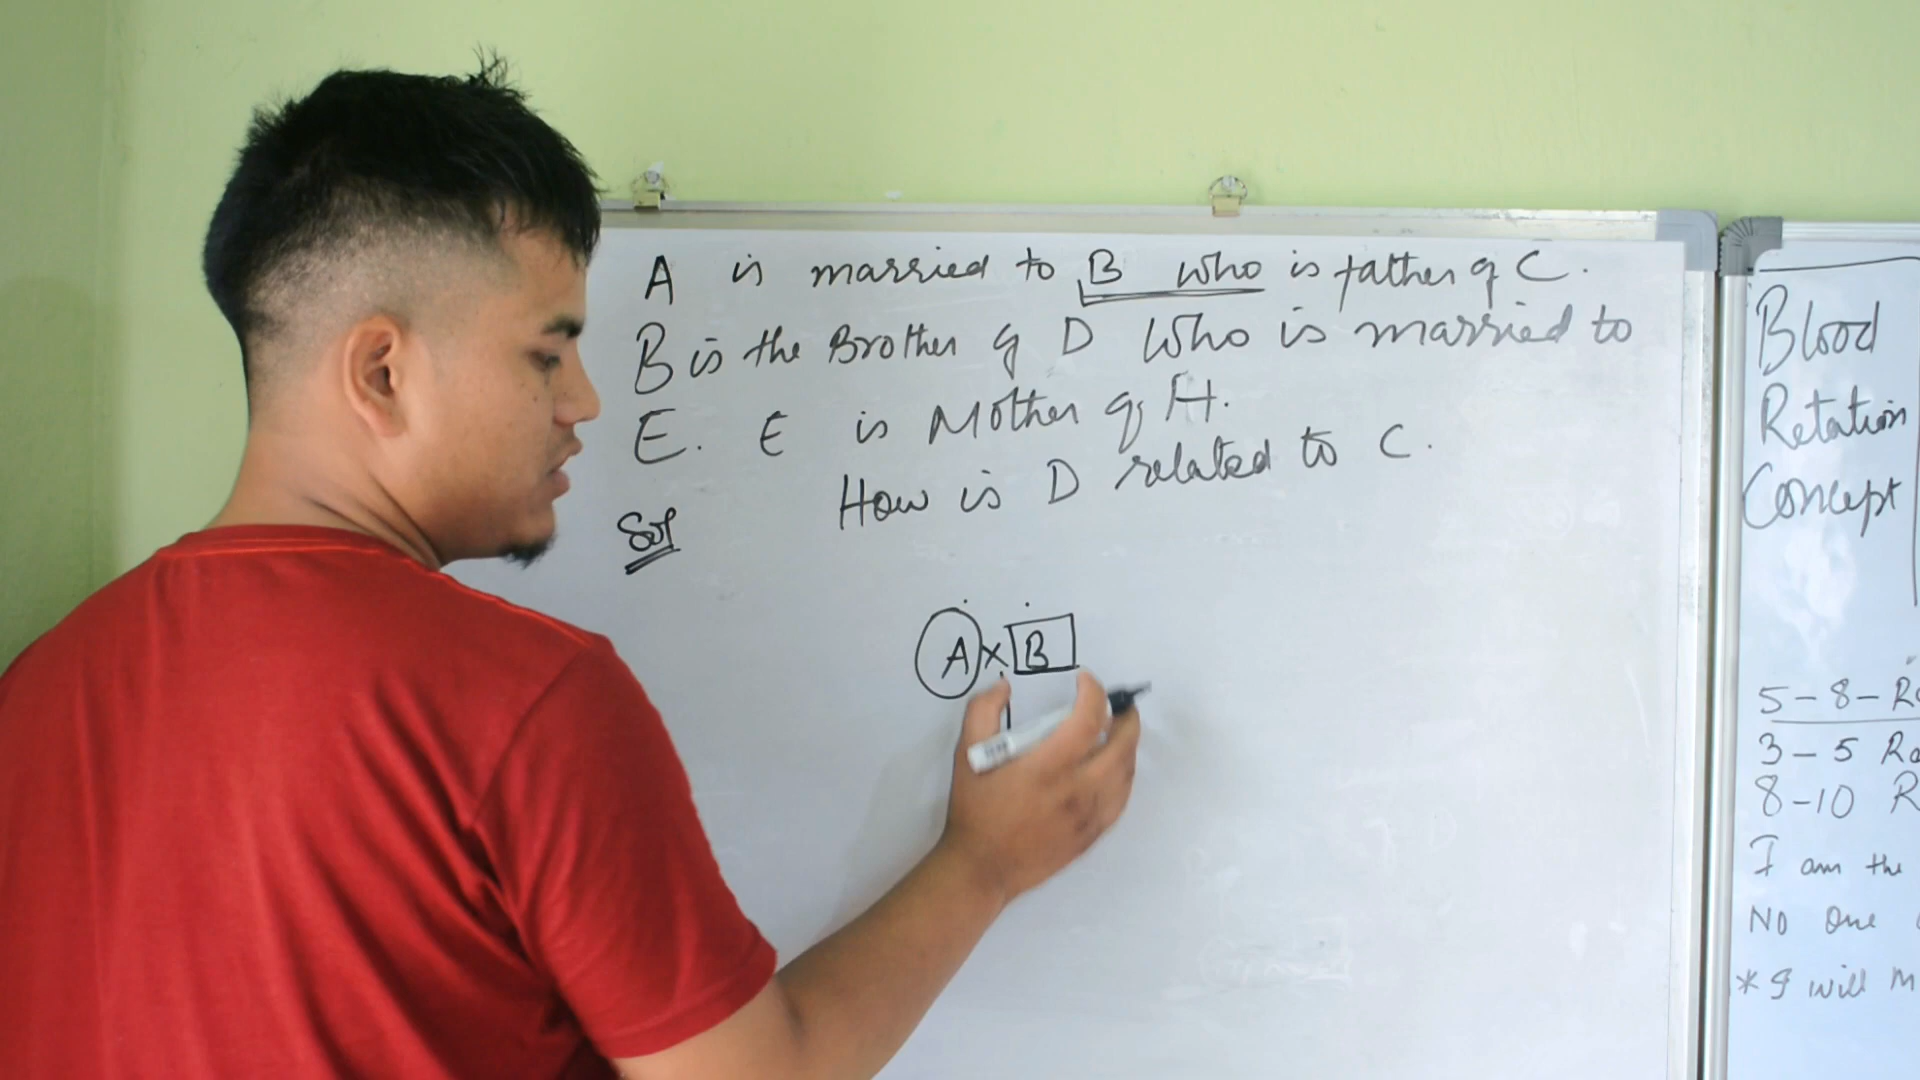 A is married to B who is father of C.
B is the Brother of D Who is married to
E. E is Mother of H.
How is D related to C.
Sol
A × B
Blood
Retation
Concept
5-8-
3-5
8-10
I am the
NO One
* I will